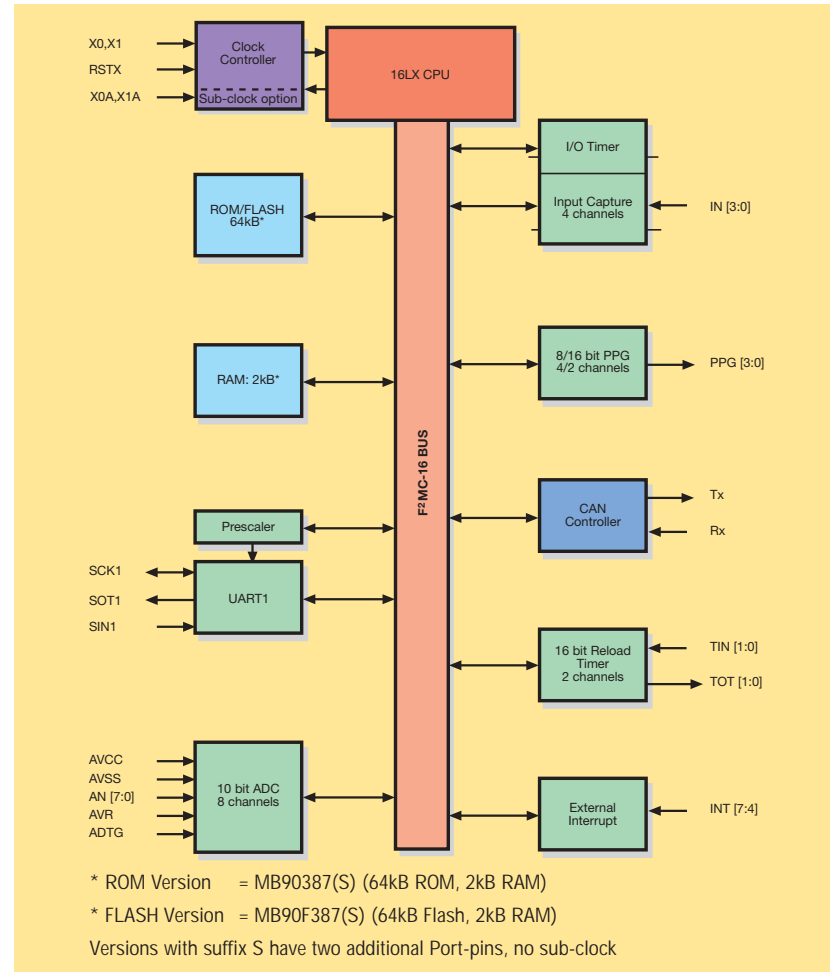 X0,X1
RSTX
X0A,X1A
Clock
Controller
Sub-clock option
16LX CPU
I/O Timer
Input Capture
4 channels
IN [3:0]
ROM/FLASH
64kB*
8/16 bit PPG
4/2 channels
PPG [3:0]
RAM: 2kB*
F²MC-16 BUS
CAN
Controller
Tx
Rx
Prescaler
SCK1
SOT1
SIN1
UART1
16 bit Reload
Timer
2 channels
TIN [1:0]
TOT [1:0]
AVCC
AVSS
AN [7:0]
AVR
ADTG
10 bit ADC
8 channels
External
Interrupt
INT [7:4]
* ROM Version = MB90387(S) (64kB ROM, 2kB RAM)
* FLASH Version = MB90F387(S) (64kB Flash, 2kB RAM)
Versions with suffix S have two additional Port-pins, no sub-clock